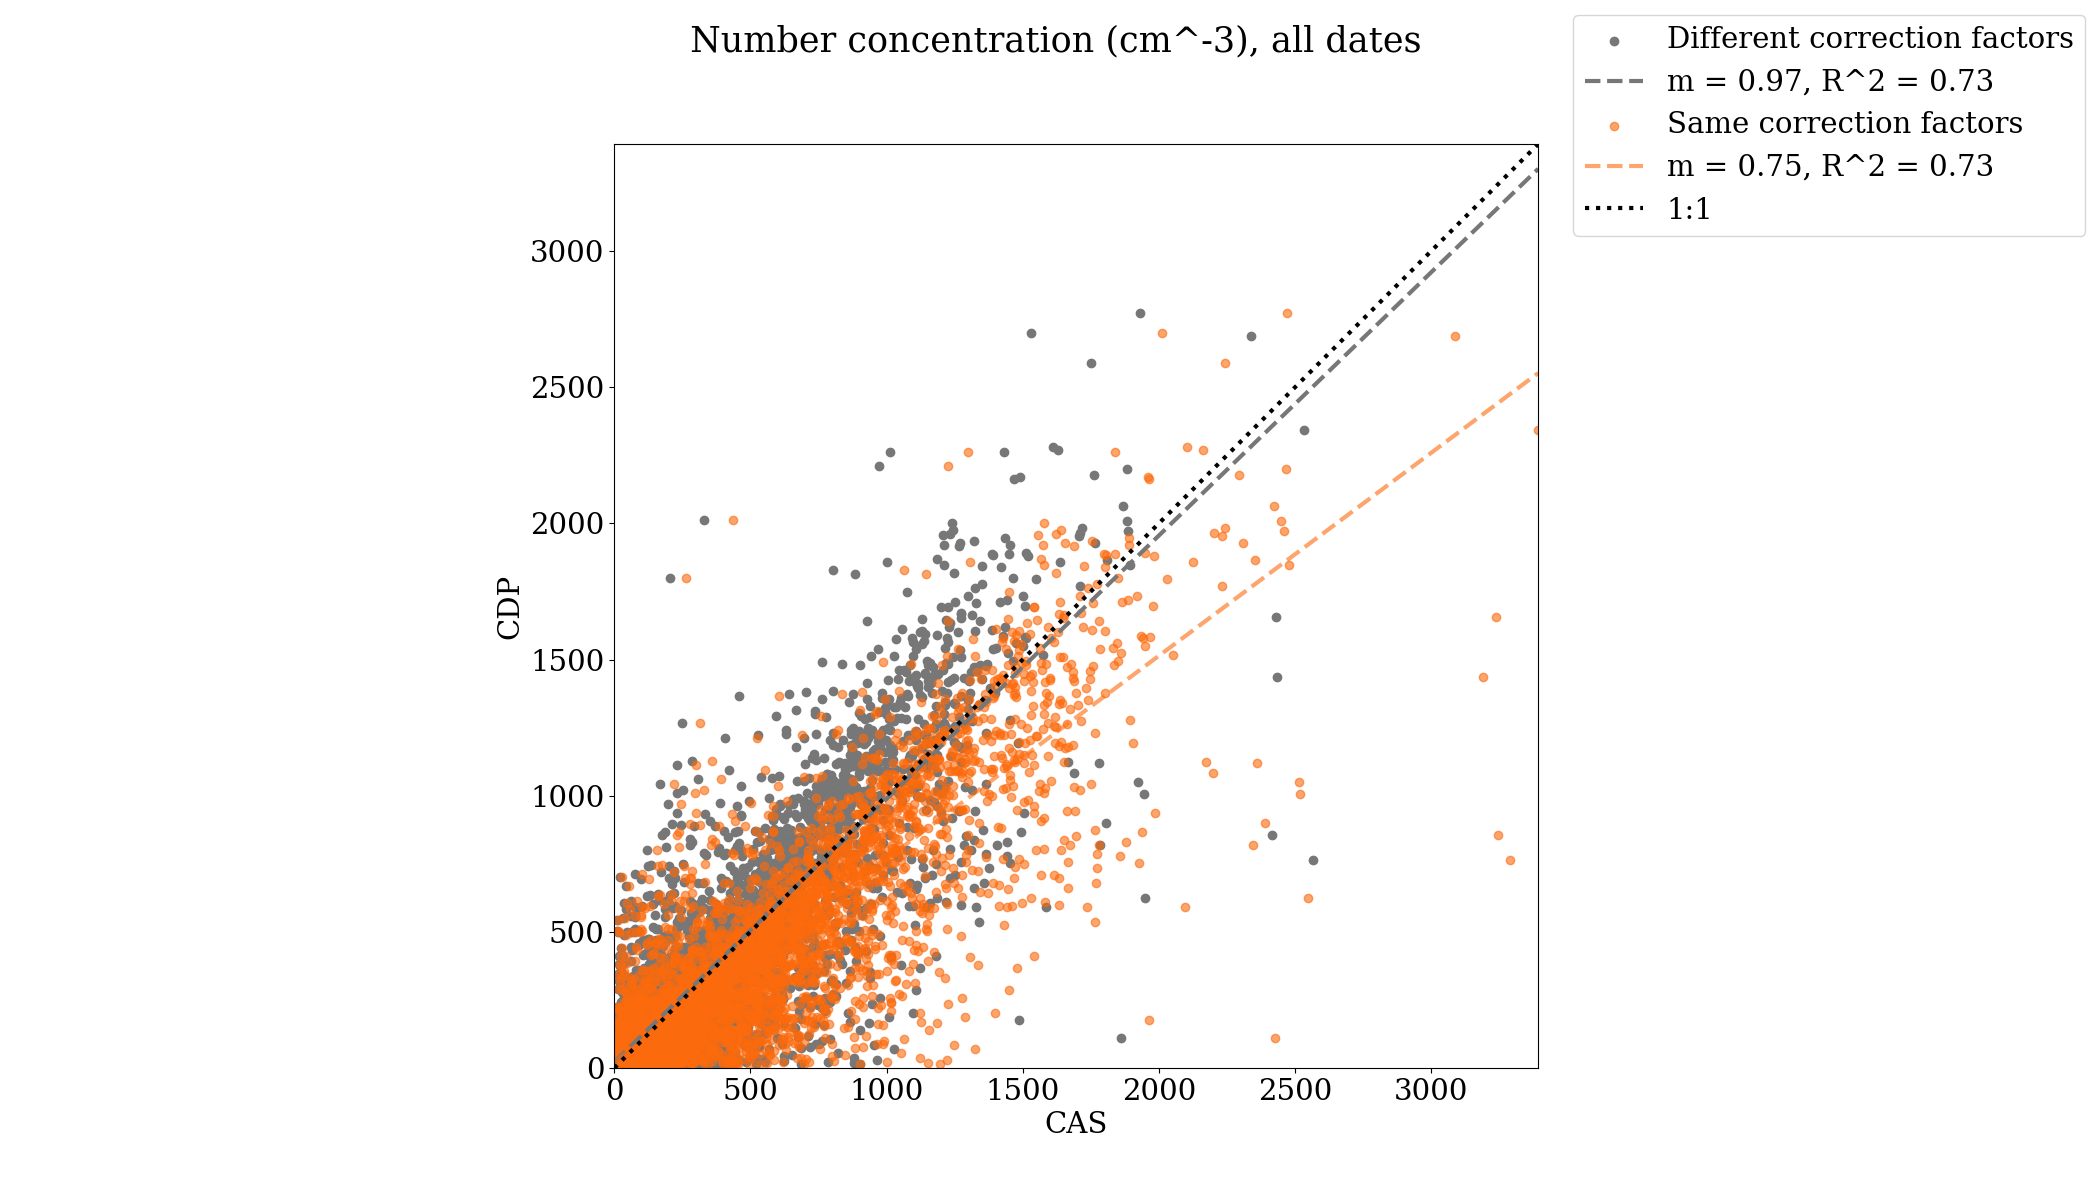 Number concentration (cm^-3), all dates
Different correction factors
m = 0.97, R^2 = 0.73
Same correction factors
m = 0.75, R^2 = 0.73
1:1
3000
2500
2000
1500
1000
500
0
CDP
0 500 1000 1500 2000 2500 3000
CAS